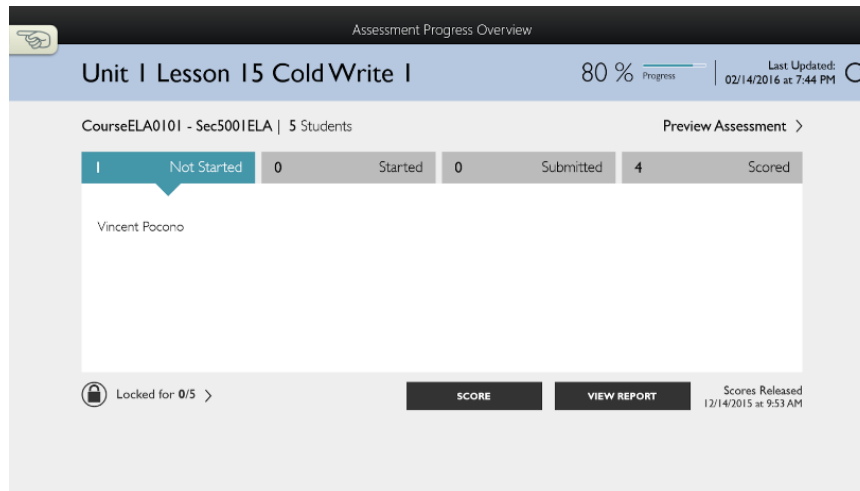 Assessment Progress Overview
Unit 1 Lesson 15 Cold Write 1
80 % Progress
Last Updated:
02/14/2016 at 7:44 PM
CourseELA0101 - Sec5001ELA | 5 Students
Preview Assessment >
1 Not Started
0 Started
0 Submitted
4 Scored
Vincent Pocono
Locked for 0/5 >
SCORE
VIEW REPORT
Scores Released
12/14/2015 at 9:53 AM